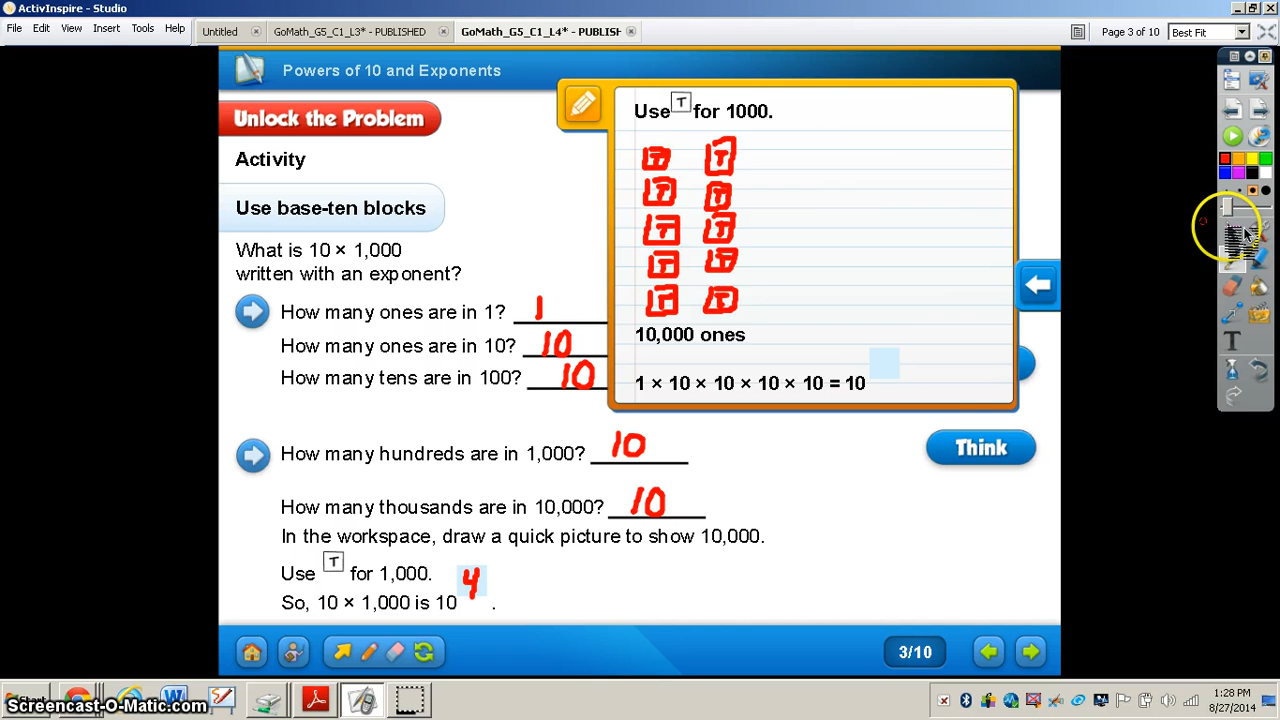 ActivInspire - Studio
File Edit View Insert Tools Help
Untitled
GoMath_G5_C1_L3* - PUBLISHED
GoMath_G5_C1_L4* - PUBLISH
Page 3 of 10
Best Fit
Powers of 10 and Exponents
Unlock the Problem
Activity
Use base-ten blocks
What is 10 × 1,000
written with an exponent?
How many ones are in 1? 1
How many ones are in 10? 10
How many tens are in 100? 10
Use T for 1000.
T T
T T
T T
T T
T T
10,000 ones
1 × 10 × 10 × 10 × 10 = 10
How many hundreds are in 1,000? 10
Think
How many thousands are in 10,000? 10
In the workspace, draw a quick picture to show 10,000.
Use T for 1,000.
So, 10 × 1,000 is 10 4 .
3/10
Start
Screencast-O-Matic.com
1:28 PM
8/27/2014